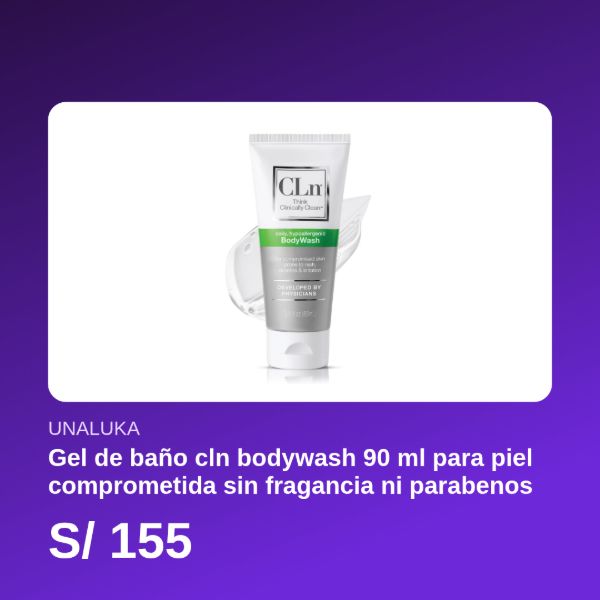 CLn
Think
Clinically Clean
BodyWash
DEVELOPED BY
PHYSICIANS
UNALUKA
Gel de baño cln bodywash 90 ml para piel
comprometida sin fragancia ni parabenos
S/ 155